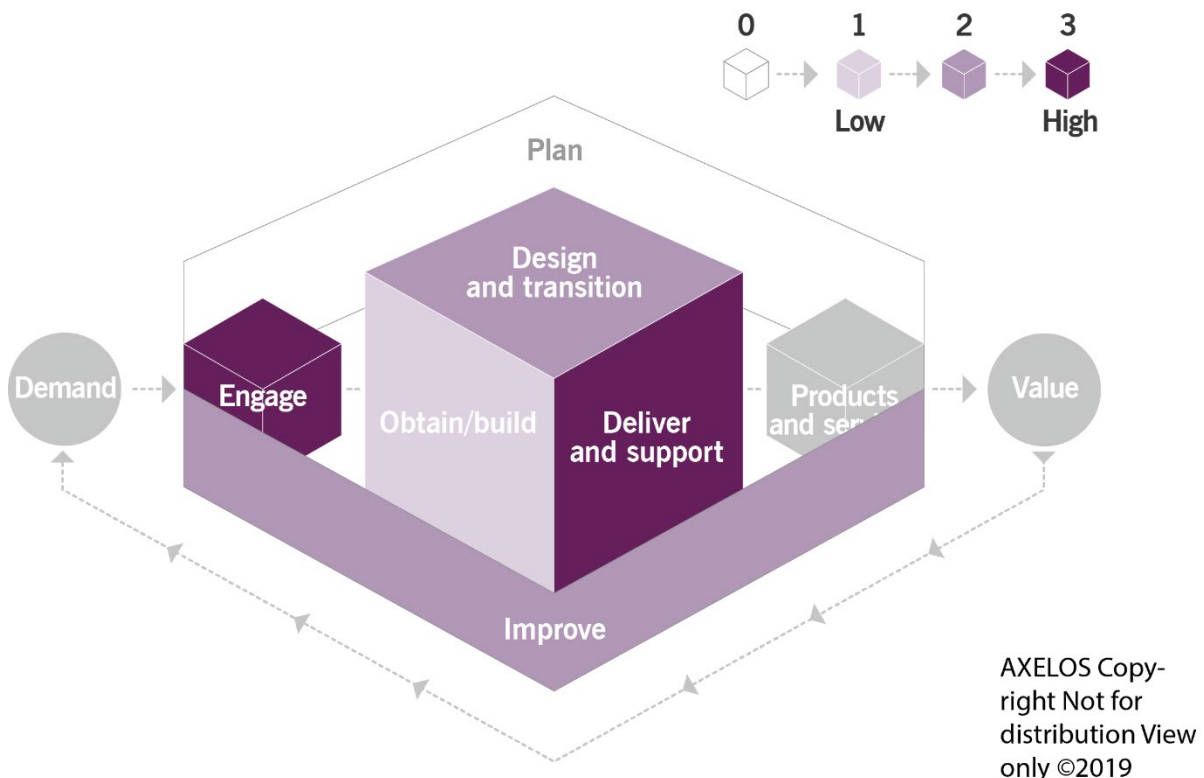 0 1 2 3
Low High
Plan
Design
and transition
Demand
Engage
Obtain/build
Deliver
and support
Products
and
Value
Improve
AXELOS Copy-
right Not for
distribution View
only ©2019